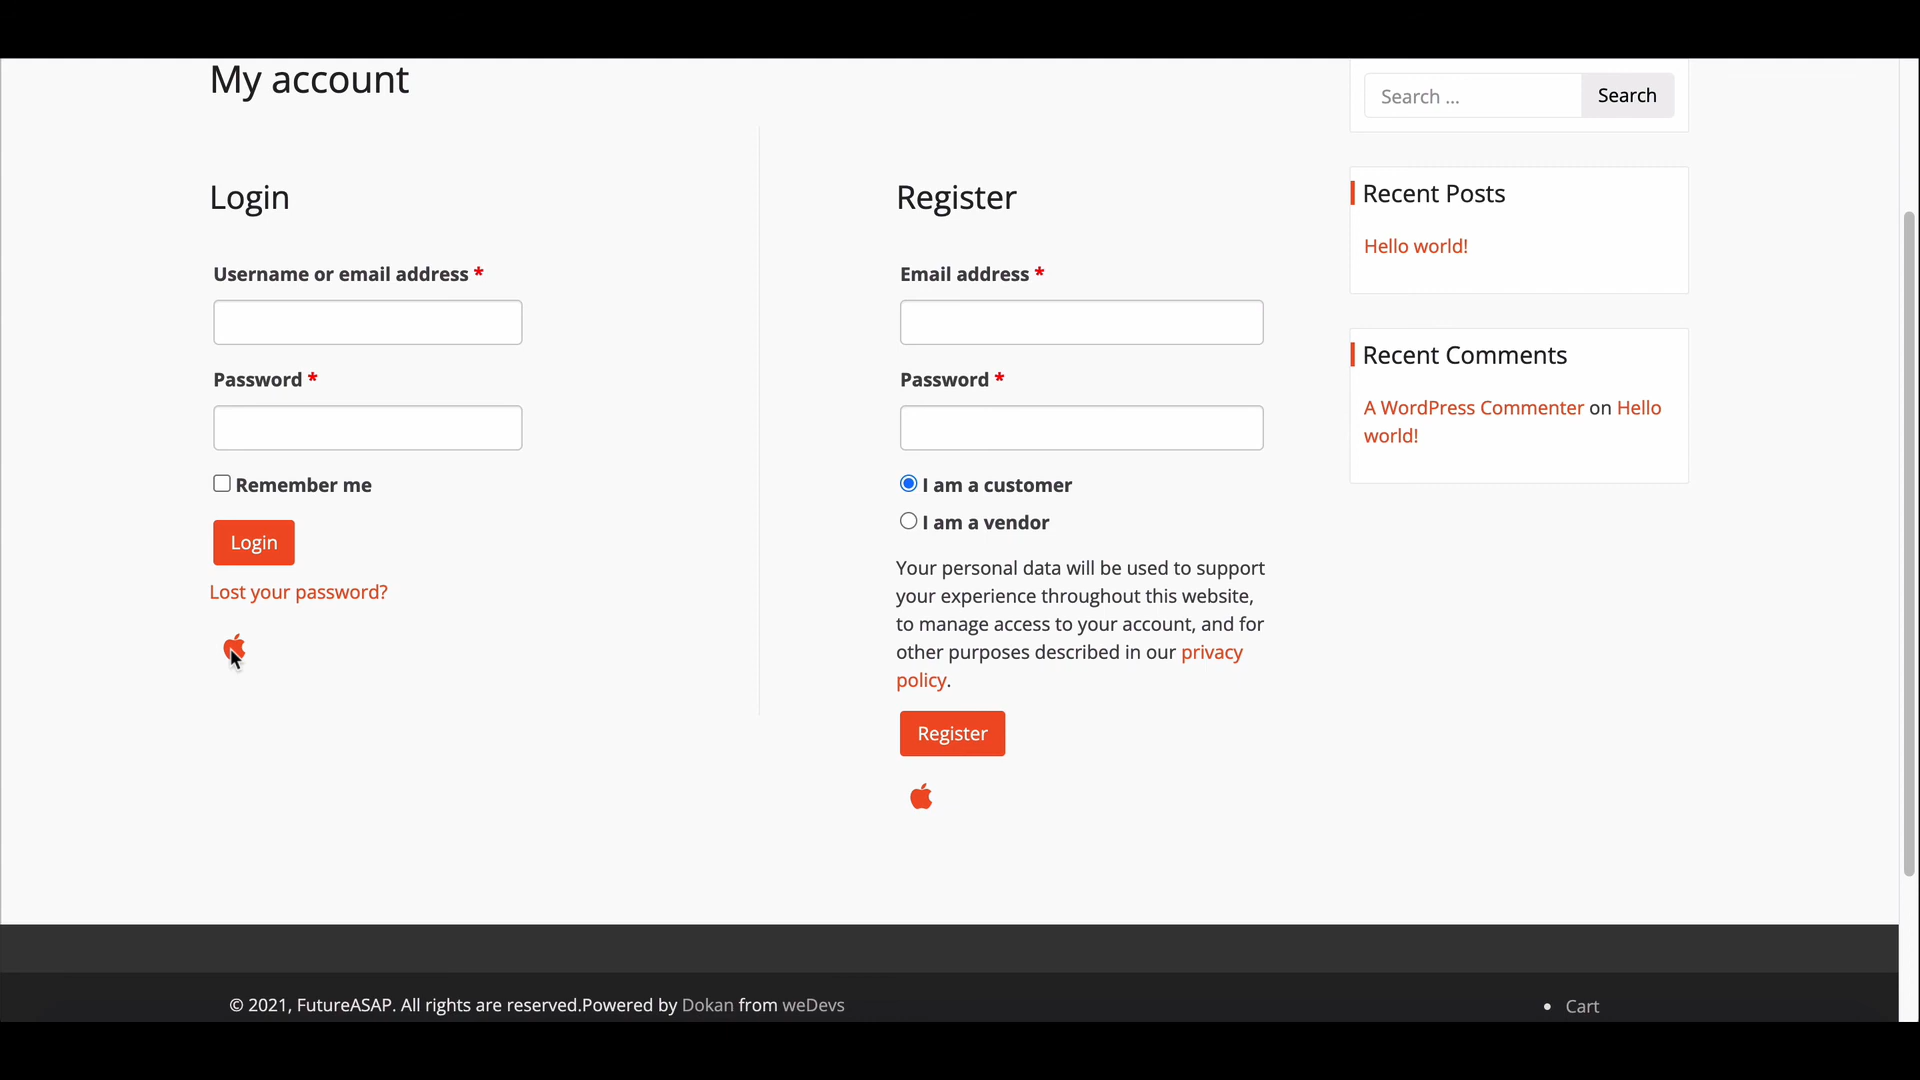 My account
Login
Username or email address *
Password *
Remember me
Login
Lost your password?
Register
Email address *
Password *
I am a customer
I am a vendor
Your personal data will be used to support
your experience throughout this website,
to manage access to your account, and for
other purposes described in our privacy
policy.
Register
Search ...
Search
Recent Posts
Hello world!
Recent Comments
A WordPress Commenter on Hello
world!
© 2021, FutureASAP. All rights are reserved.Powered by Dokan from weDevs
• Cart